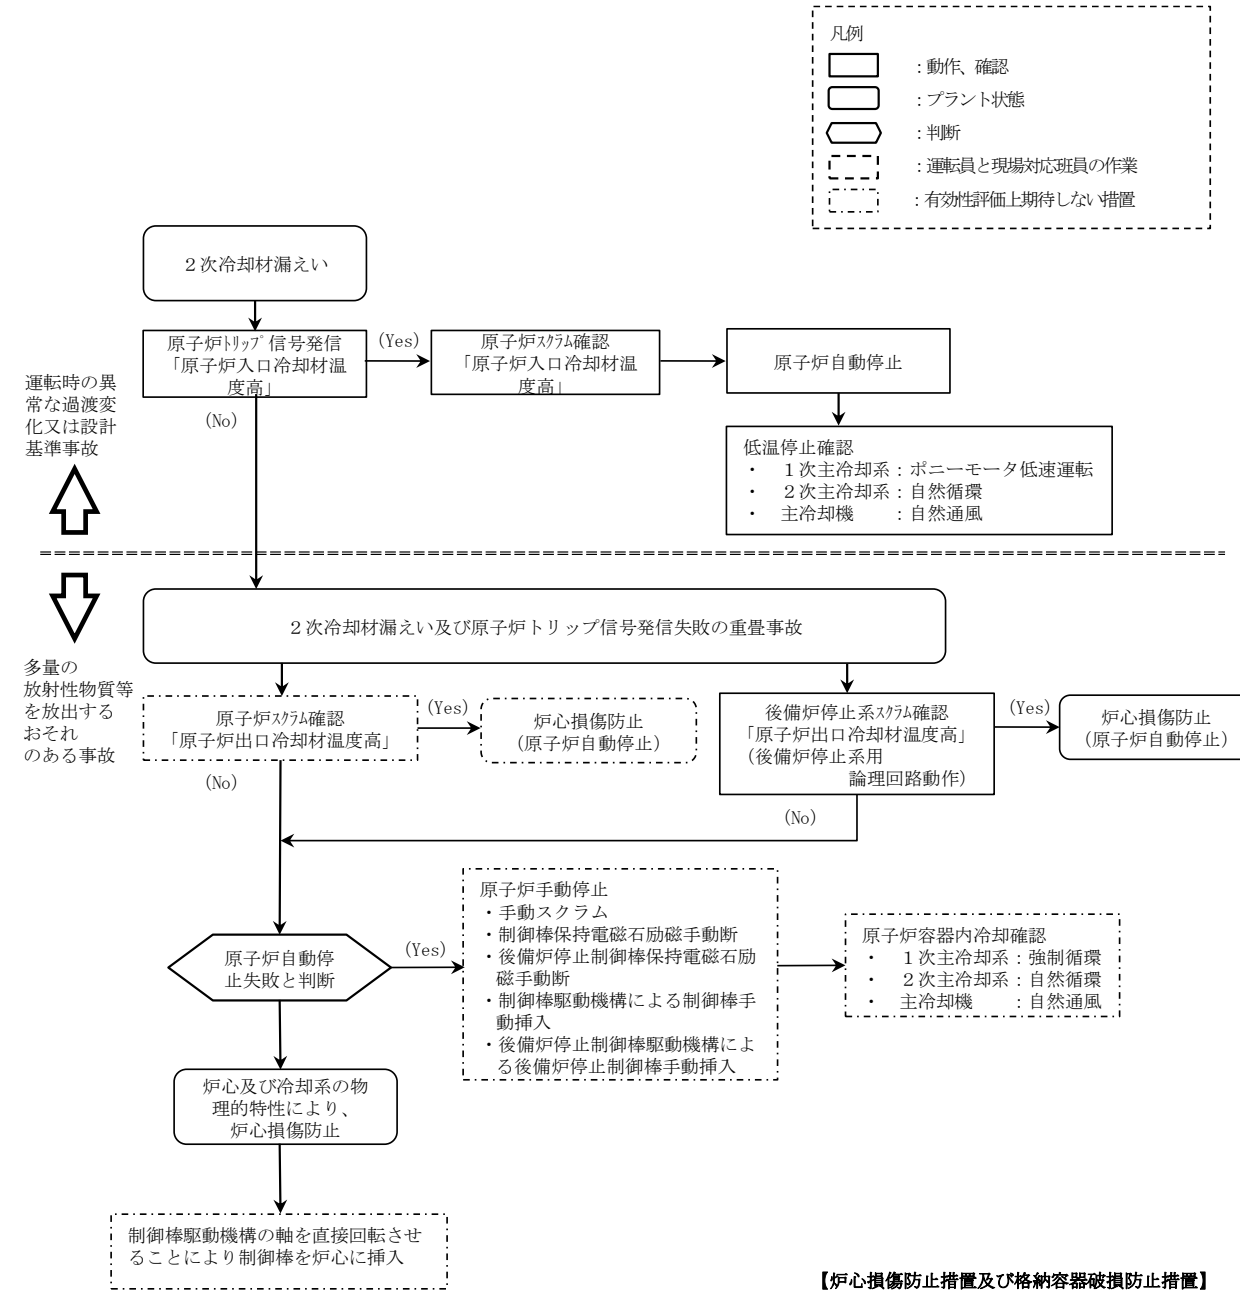 凡例
：動作、確認
：プラント状態
：判断
：運転員と現場対応班員の作業
：有効性評価上期待しない措置
２次冷却材漏えい
原子炉ﾄﾘｯﾌﾟ信号発信
「原子炉入口冷却材温
度高」
(Yes)
原子炉ｽｸﾗﾑ確認
「原子炉入口冷却材温
度高」
原子炉自動停止
(No)
低温停止確認
・　１次主冷却系：ポニーモータ低速運転
・　２次主冷却系：自然循環
・　主冷却機　　：自然通風
運転時の異
常な過渡変
化又は設計
基準事故
２次冷却材漏えい及び原子炉トリップ信号発信失敗の重畳事故
多量の
放射性物質等
を放出する
おそれ
のある事故
原子炉ｽｸﾗﾑ確認
「原子炉出口冷却材温度高」
(Yes)
炉心損傷防止
（原子炉自動停止）
後備炉停止系ｽｸﾗﾑ確認
「原子炉出口冷却材温度高」
（後備炉停止系用
論理回路動作）
(Yes)
炉心損傷防止
（原子炉自動停止）
(No)
(No)
原子炉自動停
止失敗と判断
(Yes)
原子炉手動停止
・手動スクラム
・制御棒保持電磁石励磁手動断
・後備炉停止制御棒保持電磁石励
磁手動断
・制御棒駆動機構による制御棒手
動挿入
・後備炉停止制御棒駆動機構によ
る後備炉停止制御棒手動挿入
原子炉容器内冷却確認
・　１次主冷却系：強制循環
・　２次主冷却系：自然循環
・　主冷却機　　：自然通風
炉心及び冷却系の物
理的特性により、
炉心損傷防止
制御棒駆動機構の軸を直接回転させ
ることにより制御棒を炉心に挿入
【炉心損傷防止措置及び格納容器破損防止措置】